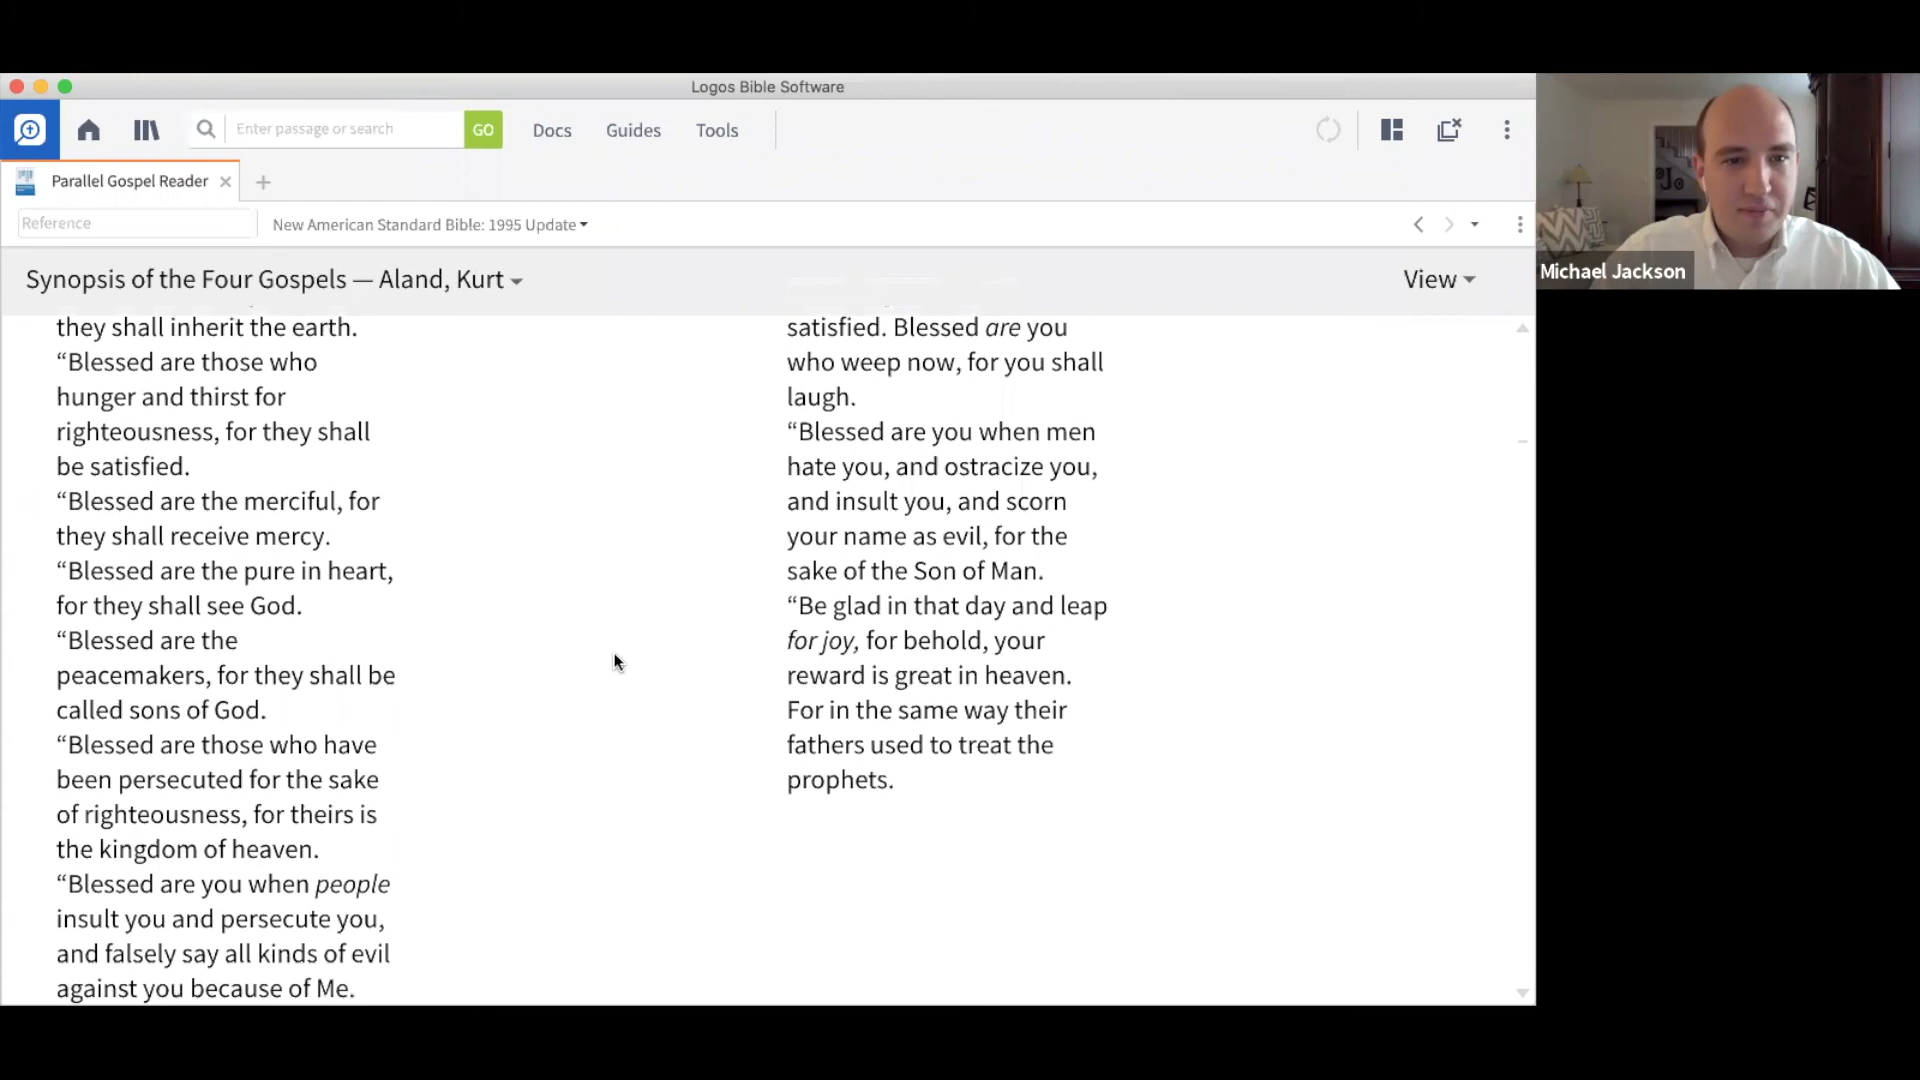 Logos Bible Software
Enter passage or search
GO
Docs
Guides
Tools
Parallel Gospel Reader
Reference
New American Standard Bible: 1995 Update
Synopsis of the Four Gospels — Aland, Kurt
View
they shall inherit the earth.
“Blessed are those who
hunger and thirst for
righteousness, for they shall
be satisfied.
“Blessed are the merciful, for
they shall receive mercy.
“Blessed are the pure in heart,
for they shall see God.
“Blessed are the
peacemakers, for they shall be
called sons of God.
“Blessed are those who have
been persecuted for the sake
of righteousness, for theirs is
the kingdom of heaven.
“Blessed are you when people
insult you and persecute you,
and falsely say all kinds of evil
against you because of Me.
satisfied. Blessed are you
who weep now, for you shall
laugh.
“Blessed are you when men
hate you, and ostracize you,
and insult you, and scorn
your name as evil, for the
sake of the Son of Man.
“Be glad in that day and leap
for joy, for behold, your
reward is great in heaven.
For in the same way their
fathers used to treat the
prophets.
Michael Jackson